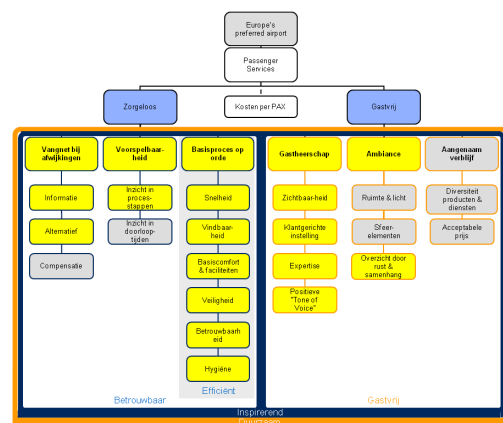 Europe's
preferred airport
Passenger
Services
Zorgeloos
Kosten per PAX
Gastvrij
Vangnet bij
afwijkingen
Voorspelbaar-
heid
Basisproces op
orde
Gastheerschap
Ambiance
Aangenaam
verblijf
Informatie
Inzicht in
proces-
stappen
Snelheid
Zichtbaar-heid
Ruimte & licht
Diversiteit
producten &
diensten
Alternatief
Inzicht in
doorloop-
tijden
Vindbaar-
heid
Klantgerichte
instelling
Sfeer-
elementen
Acceptabele
prijs
Compensatie
Basiscomfort
& faciliteiten
Expertise
Overzicht door
rust &
samenhang
Veiligheid
Positieve
"Tone of
Voice"
Betrouwbaar
heid
Hygiëne
Efficiënt
Betrouwbaar
Gastvrij
Inspirerend
Duurzaam